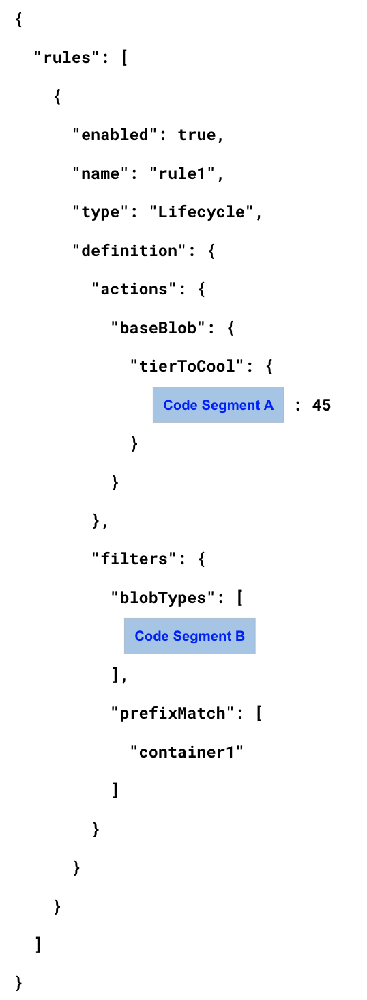 {
"rules": [
{
"enabled": true,
"name": "rule1",
"type": "Lifecycle",
"definition": {
"actions": {
"baseBlob": {
"tierToCool": {
Code Segment A : 45
}
}
},
"filters": {
"blobTypes": [
Code Segment B
],
"prefixMatch": [
"container1"
]
}
}
}
]
}